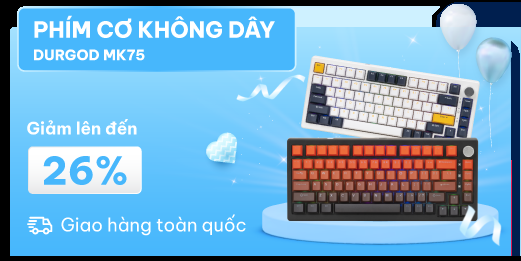 PHÍM CƠ KHÔNG DÂY
DURGOD MK75
Giảm lên đến
26%
Giao hàng toàn quốc